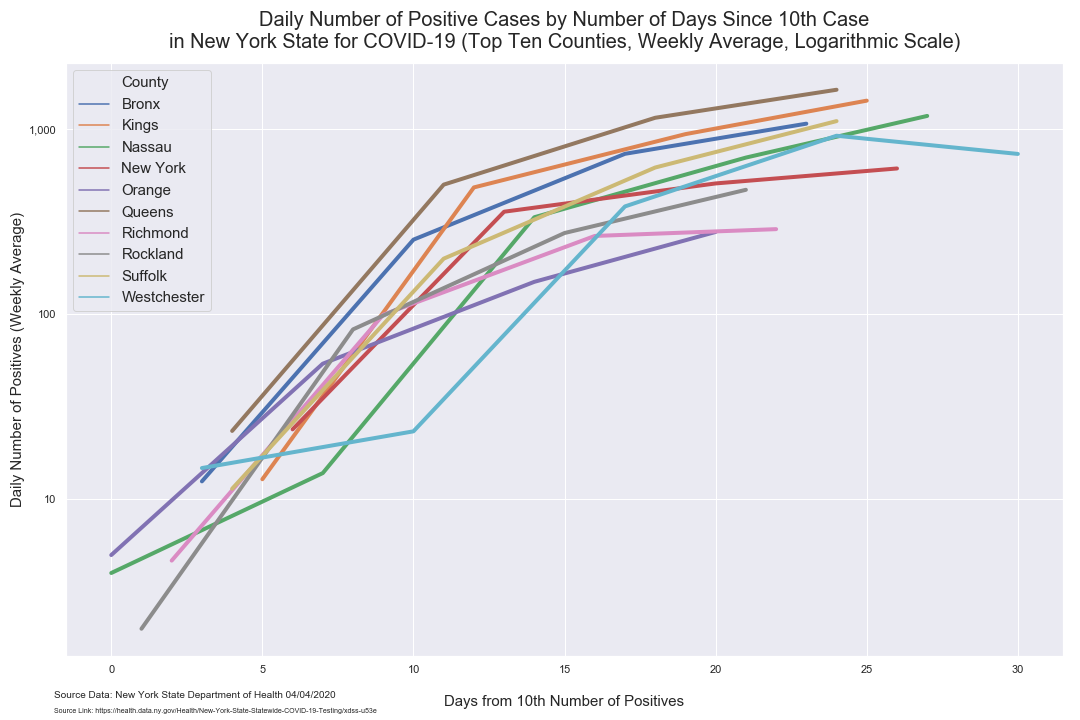 Daily Number of Positive Cases by Number of Days Since 10th Case
in New York State for COVID-19 (Top Ten Counties, Weekly Average, Logarithmic Scale)
County
Bronx
Kings
Nassau
New York
Orange
Queens
Richmond
Rockland
Suffolk
Westchester
Daily Number of Positives (Weekly Average)
1,000
100
10
0 5 10 15 20 25 30
Days from 10th Number of Positives
Source Data: New York State Department of Health 04/04/2020
Source Link: https://health.data.ny.gov/Health/New-York-State-Statewide-COVID-19-Testing/xdss-u53e